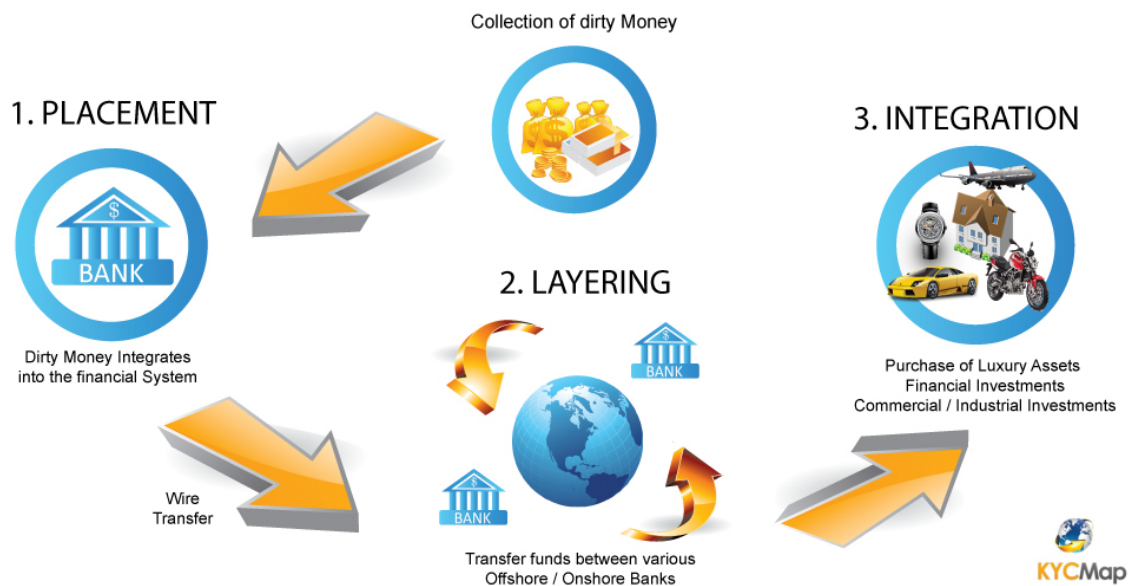 Collection of dirty Money
1. PLACEMENT
$
BANK
Dirty Money Integrates
into the financial System
Wire
Transfer
2. LAYERING
$
BANK
$
BANK
Transfer funds between various
Offshore / Onshore Banks
3. INTEGRATION
Purchase of Luxury Assets
Financial Investments
Commercial / Industrial Investments
KYCMap